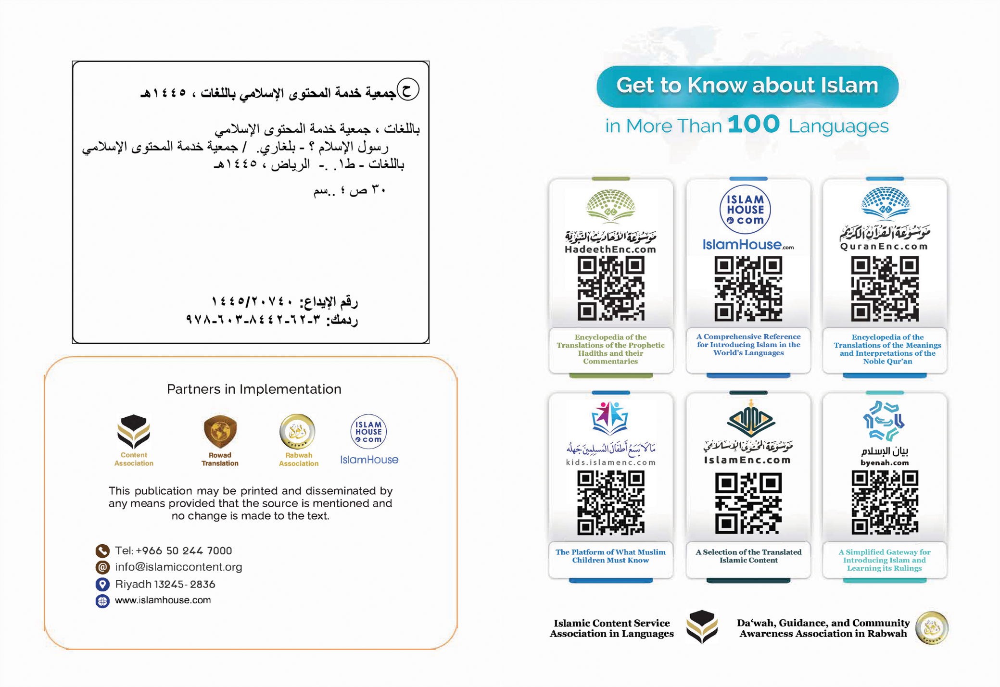 ح جمعية خدمة المحتوى الإسلامي باللغات ، ١٤٤٥هـ
باللغات ، جمعية خدمة المحتوى الإسلامي
رسول الإسلام ؟ - بلغاري. / جمعية خدمة المحتوى الإسلامي
باللغات - ط١. .- الرياض ، ١٤٤٥هـ
٣٠ ص ؛ ..سم
رقم الإيداع: ١٤٤٥/٢٠٧٤٠
ردمك: ٣-٦٢-٨٤٤٢-٦٠٣-٩٧٨
Partners in Implementation
Content
Association
Rowad
Translation
Rabwah
Rabwah
Association
ISLAM
HOUSE
com
IslamHouse
This publication may be printed and disseminated by
any means provided that the source is mentioned and
no change is made to the text.
Tel: +966 50 244 7000
info@islamiccontent.org
Riyadh 13245- 2836
www.islamhouse.com
Get to Know about Islam
in More Than 100 Languages
موسوعة الأحاديث النبوية
HadeethEnc.com
Encyclopedia of the
Translations of the Prophetic
Hadīths and their
Commentaries
ISLAM
HOUSE
com
IslamHouse.com
A Comprehensive Reference
for Introducing Islam in the
World's Languages
موسوعة القرآن الكريم
QuranEnc.com
Encyclopedia of the
Translations of the Meanings
and Interpretations of the
Noble Qur’an
مَا لَا يَسَعُ أَطْفَالَ المُسلِمِينَ جَهلُه
kids.islamenc.com
The Platform of What Muslim
Children Must Know
موسوعة المحتوى الإسلامي
IslamEnc.com
A Selection of the Translated
Islamic Content
بيان الإسلام
byenah.com
A Simplified Gateway for
Introducing Islam and
Learning its Rulings
Islamic Content Service
Association in Languages
Da‘wah, Guidance, and Community
Awareness Association in Rabwah
Rabwah